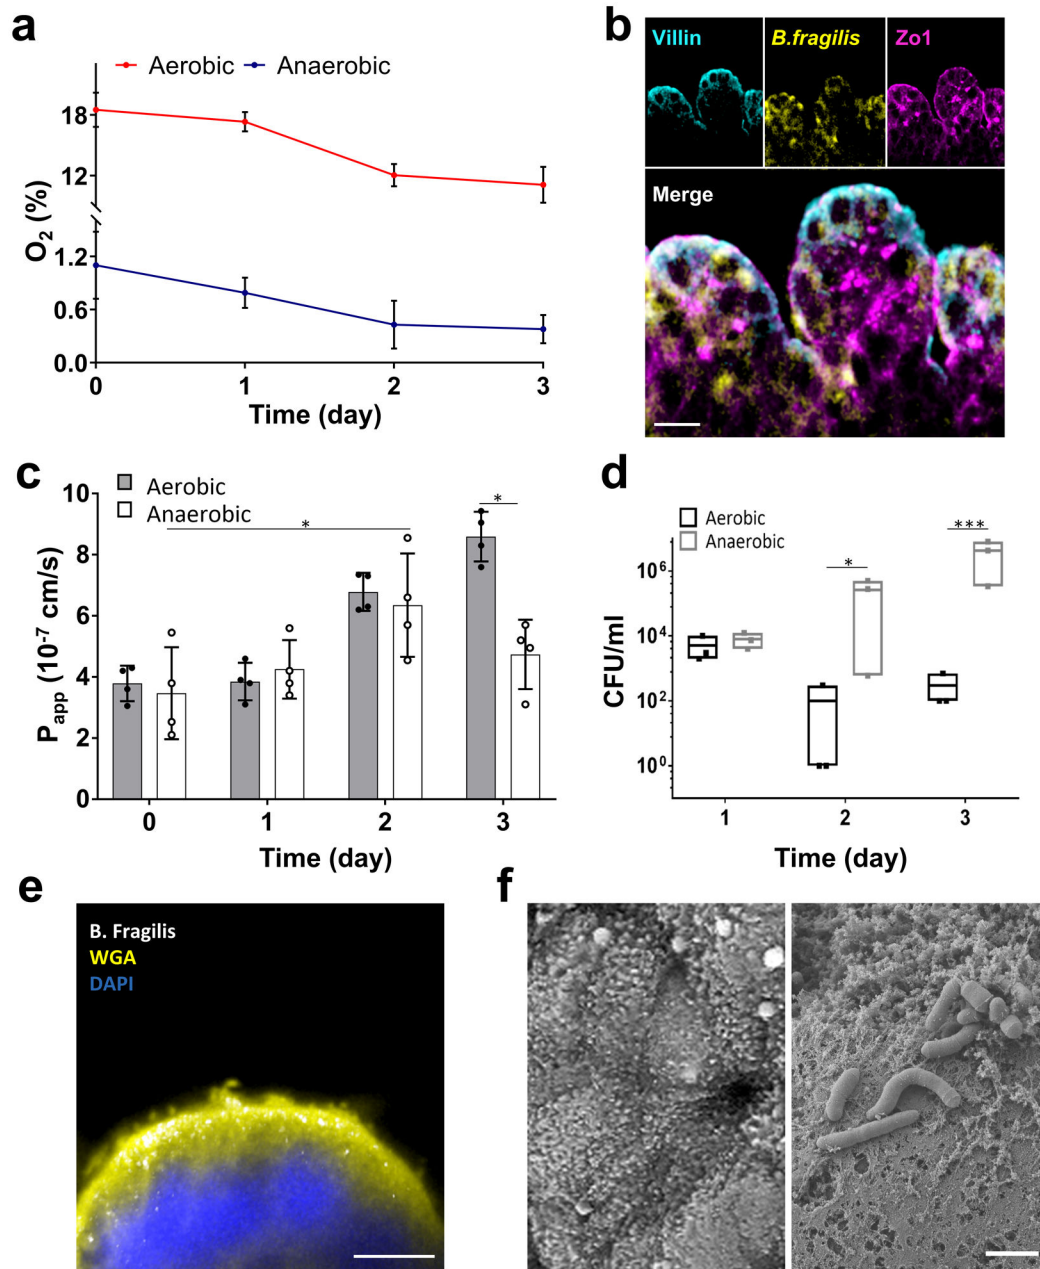 a
Aerobic Anaerobic
18
12
1.2
0.6
0.0
O2 (%)
0 1 2 3
Time (day)
b
Villin B.fragilis Zo1
Merge
c
Aerobic
Anaerobic
*
*
10
8
6
4
2
0
Papp (10-7 cm/s)
0 1 2 3
Time (day)
d
Aerobic
Anaerobic
*
***
10^6
10^4
10^2
10^0
CFU/ml
1 2 3
Time (day)
e
B. Fragilis
WGA
DAPI
f